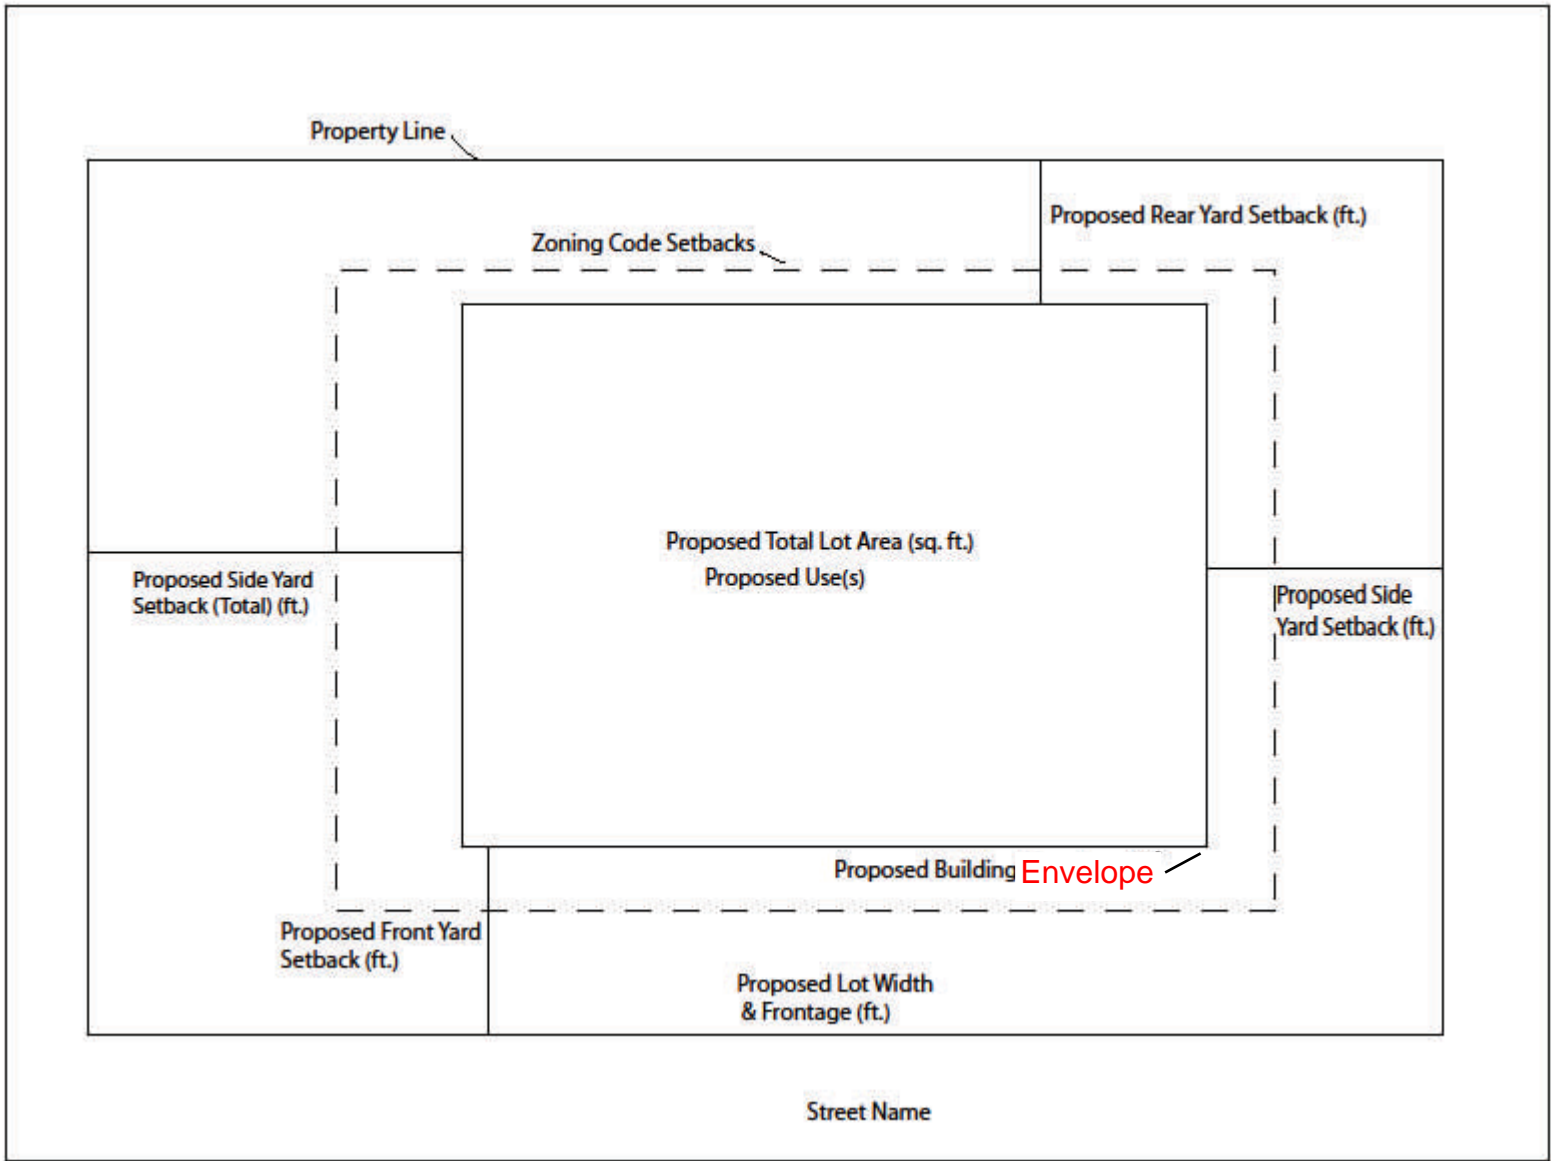 Property Line
Proposed Rear Yard Setback (ft.)
Zoning Code Setbacks
Proposed Total Lot Area (sq. ft.)
Proposed Use(s)
Proposed Side Yard
Setback (Total) (ft.)
Proposed Side
Yard Setback (ft.)
Proposed Building Envelope
Proposed Front Yard
Setback (ft.)
Proposed Lot Width
& Frontage (ft.)
Street Name